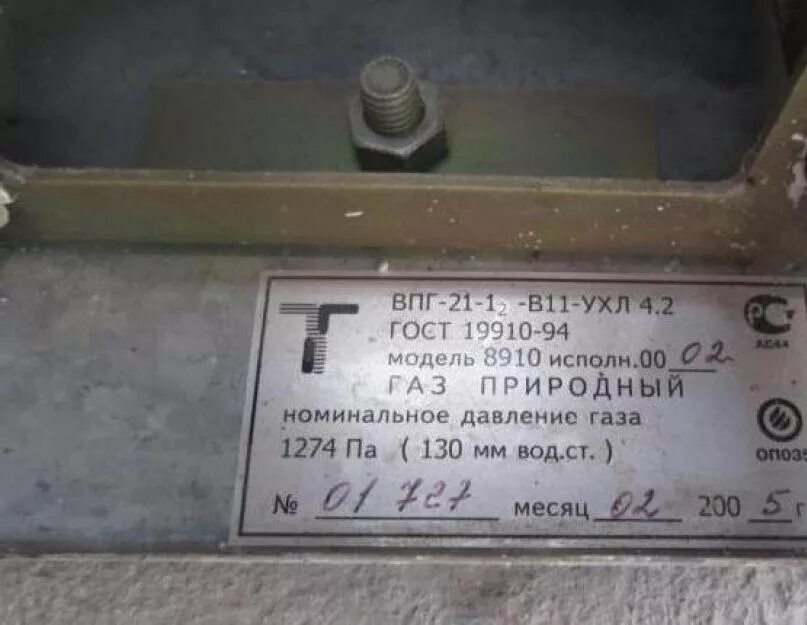 ВПГ-21-1₂ -В11-УХЛ 4.2
ГОСТ 19910-94
модель 8910 исполн.00 02
ГАЗ ПРИРОДНЫЙ
номинальное давление газа
1274 Па ( 130 мм вод.ст. )
ОП035
№ 01 727 месяц 02 200 5 г